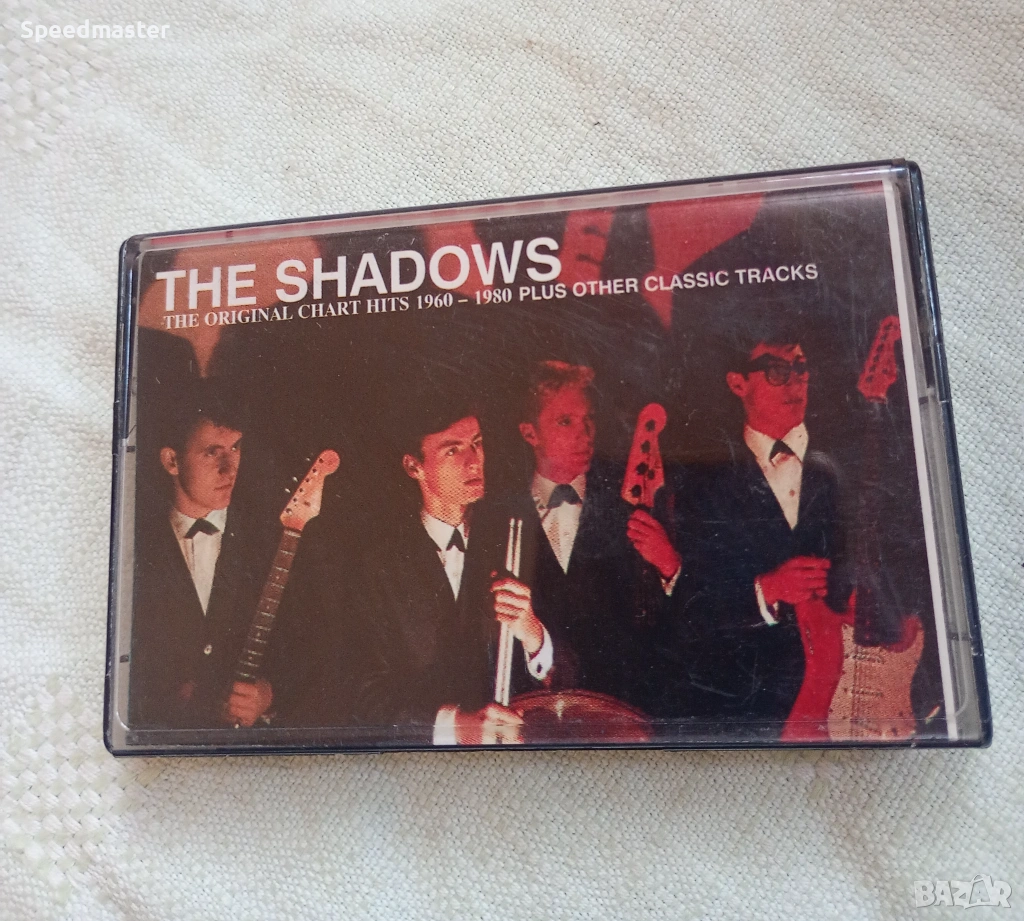 Speedmaster
THE SHADOWS
THE ORIGINAL CHART HITS 1960 – 1980 PLUS OTHER CLASSIC TRACKS
BAZAR